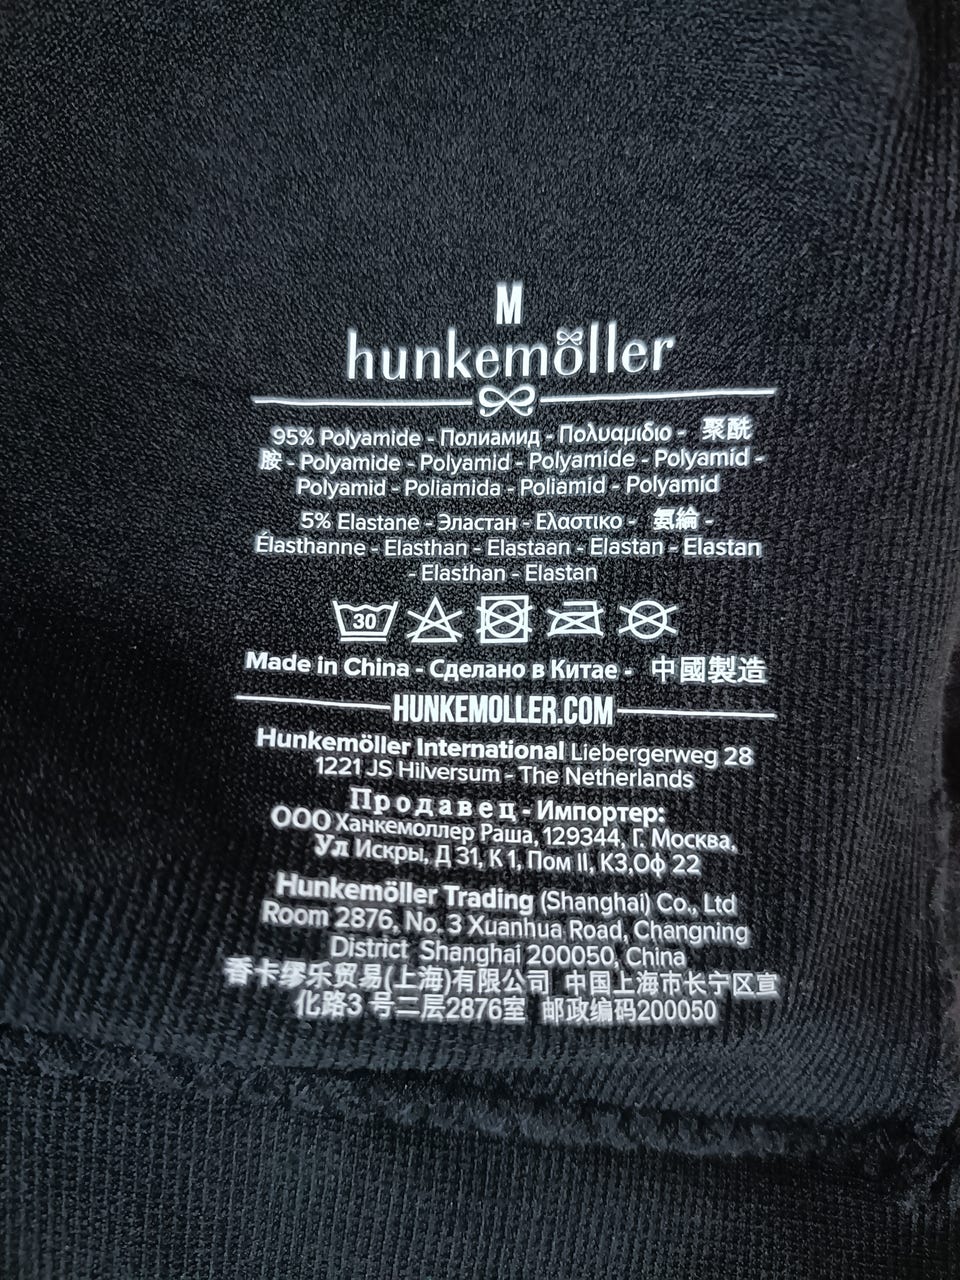 M
hunkemöller
95% Polyamide - Полиамид - Πολυαμιδιο - 聚酰
胺 - Polyamide - Polyamid - Polyamide - Polyamid -
Polyamid - Poliamida - Poliamid - Polyamid
5% Elastane - Эластан - Ελαστικο - 氨綸 -
Élasthanne - Elasthan - Elastaan - Elastan - Elastan
- Elasthan - Elastan
30
Made in China - Сделано в Китае - 中國製造
HUNKEMOLLER.COM
Hunkemöller International Liebergerweg 28
1221 JS Hilversum - The Netherlands
Продавец - Импортер:
ООО Ханкемоллер Раша, 129344, Г. Москва,
Ул Искры, Д 31, К 1, Пом II, К3,Оф 22
Hunkemöller Trading (Shanghai) Co., Ltd
Room 2876, No. 3 Xuanhua Road, Changning
District Shanghai 200050, China
香卡缪乐贸易(上海)有限公司 中国上海市长宁区宣
化路3 号二层2876室 邮政编码200050